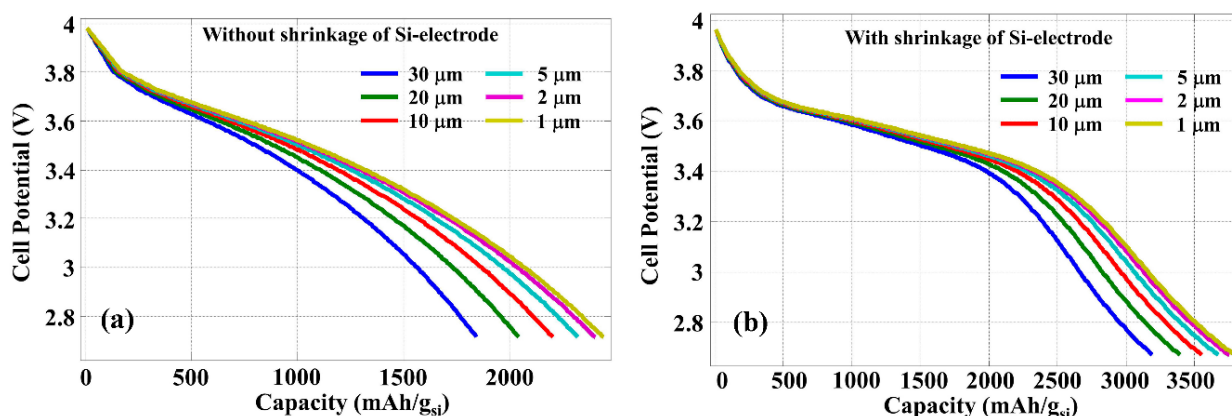 Without shrinkage of Si-electrode
30 μm
5 μm
20 μm
2 μm
10 μm
1 μm
4
3.8
3.6
3.4
3.2
3
2.8
Cell Potential (V)
(a)
0
500
1000
1500
2000
Capacity (mAh/gsi)
With shrinkage of Si-electrode
30 μm
5 μm
20 μm
2 μm
10 μm
1 μm
4
3.8
3.6
3.4
3.2
3
2.8
Cell Potential (V)
(b)
0
500
1000
1500
2000
2500
3000
3500
Capacity (mAh/gsi)